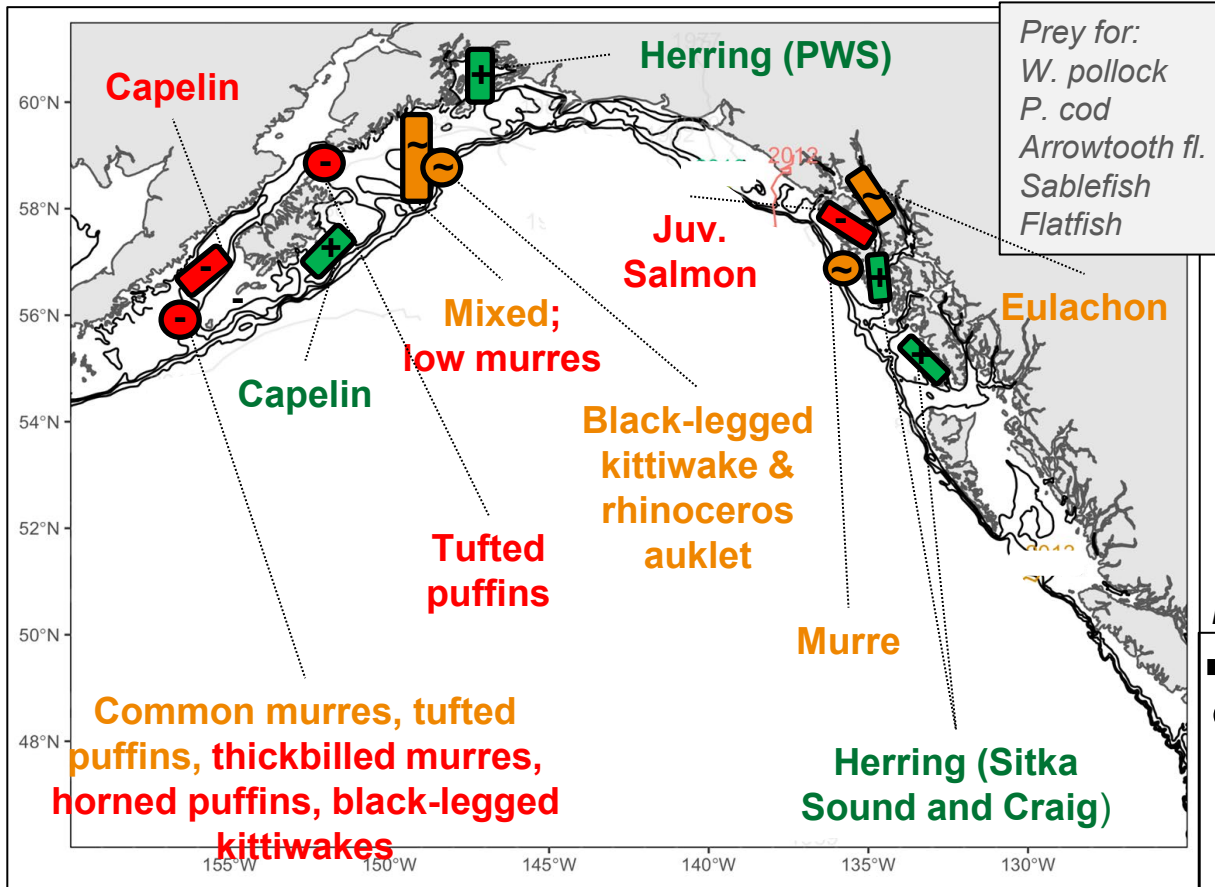 Prey for:
W. pollock
P. cod
Arrowtooth fl.
Sablefish
Flatfish
1977
Herring (PWS)
+
Capelin
60°N
~
-
~
2013
~
58°N
-
Juv.
Salmon
+
-
~
+
-
56°N
-
Mixed;
low murres
Eulachon
+
Capelin
54°N
Black-legged
kittiwake &
rhinoceros
auklet
52°N
Tufted
puffins
50°N
Murre
Common murres, tufted
puffins, thickbilled murres,
horned puffins, black-legged
kittiwakes
48°N
Herring (Sitka
Sound and Craig)
155°W
150°W
145°W
140°W
135°W
130°W